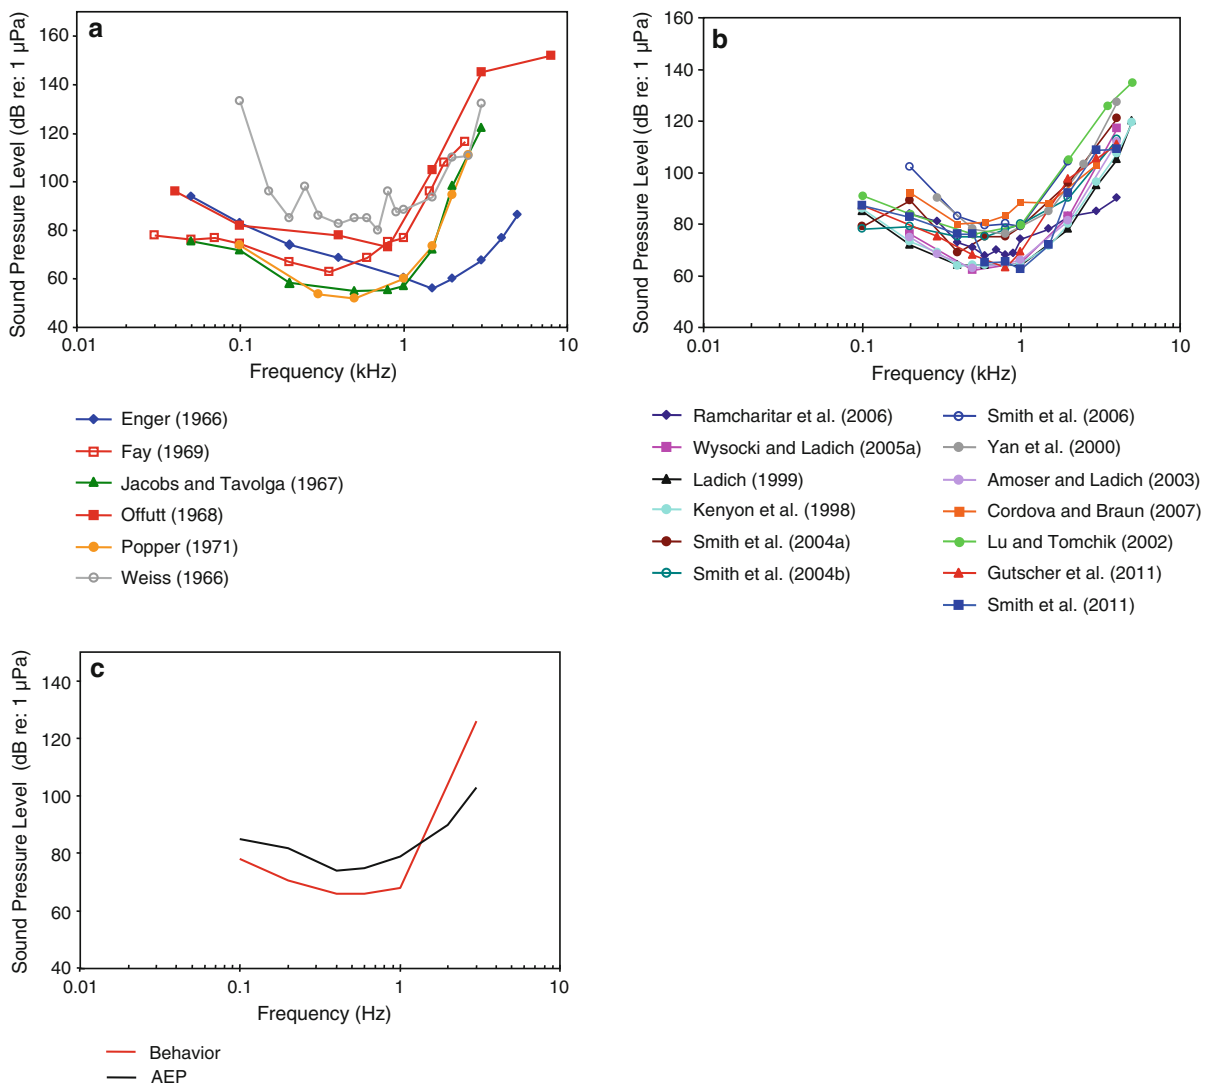 a
Sound Pressure Level (dB re: 1 µPa)
160
140
120
100
80
60
40
0.01
0.1
1
10
Frequency (kHz)
Enger (1966)
Fay (1969)
Jacobs and Tavolga (1967)
Offutt (1968)
Popper (1971)
Weiss (1966)
b
Sound Pressure Level (dB re: 1 µPa)
160
140
120
100
80
60
40
0.01
0.1
1
10
Frequency (kHz)
Ramcharitar et al. (2006)
Wysocki and Ladich (2005a)
Ladich (1999)
Kenyon et al. (1998)
Smith et al. (2004a)
Smith et al. (2004b)
Smith et al. (2006)
Yan et al. (2000)
Amoser and Ladich (2003)
Cordova and Braun (2007)
Lu and Tomchik (2002)
Gutscher et al. (2011)
Smith et al. (2011)
c
Sound Pressure Level (dB re: 1 µPa)
140
120
100
80
60
40
0.01
0.1
1
10
Frequency (Hz)
Behavior
AEP